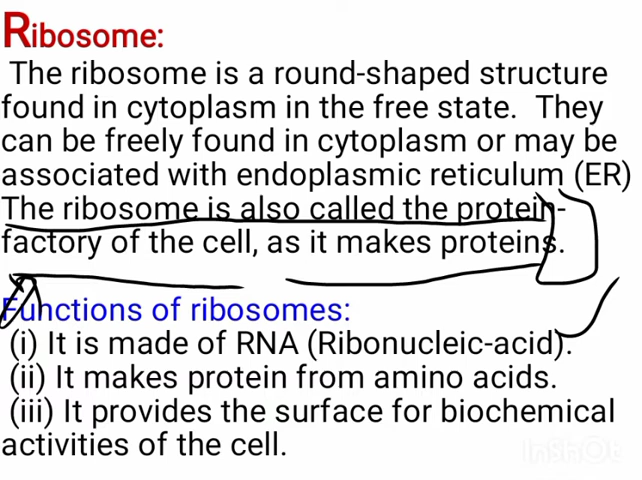 Ribosome:
The ribosome is a round-shaped structure
found in cytoplasm in the free state. They
can be freely found in cytoplasm or may be
associated with endoplasmic reticulum (ER)
The ribosome is also called the protein-
factory of the cell, as it makes proteins.
Functions of ribosomes:
(i) It is made of RNA (Ribonucleic-acid).
(ii) It makes protein from amino acids.
(iii) It provides the surface for biochemical
activities of the cell.
InShOt